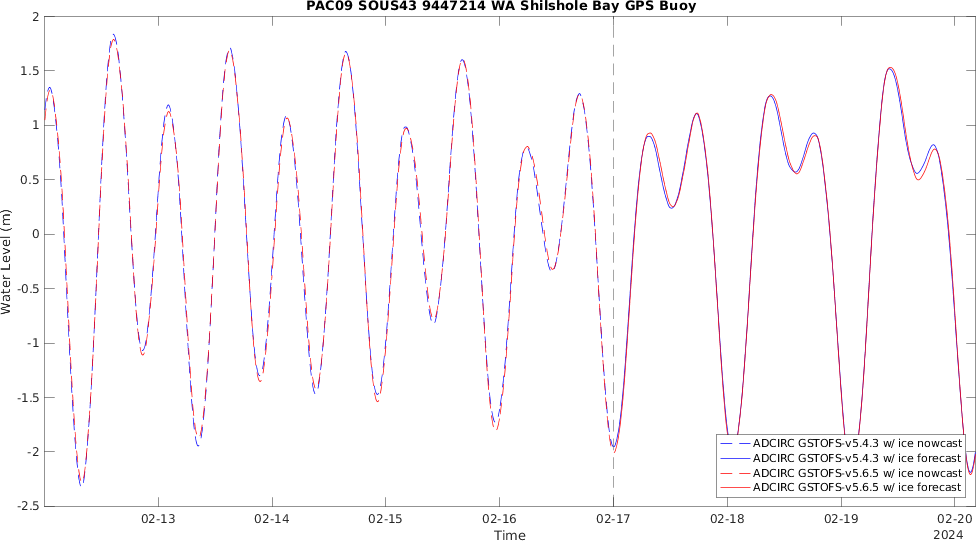 PAC09 SOUS43 9447214 WA Shilshole Bay GPS Buoy
2
1.5
1
0.5
0
-0.5
-1
-1.5
-2
-2.5
Water Level (m)
ADCIRC GSTOFS-v5.4.3 w/ ice nowcast
ADCIRC GSTOFS-v5.4.3 w/ ice forecast
ADCIRC GSTOFS-v5.6.5 w/ ice nowcast
ADCIRC GSTOFS-v5.6.5 w/ ice forecast
02-13 02-14 02-15 02-16 02-17 02-18 02-19 02-20
Time
2024